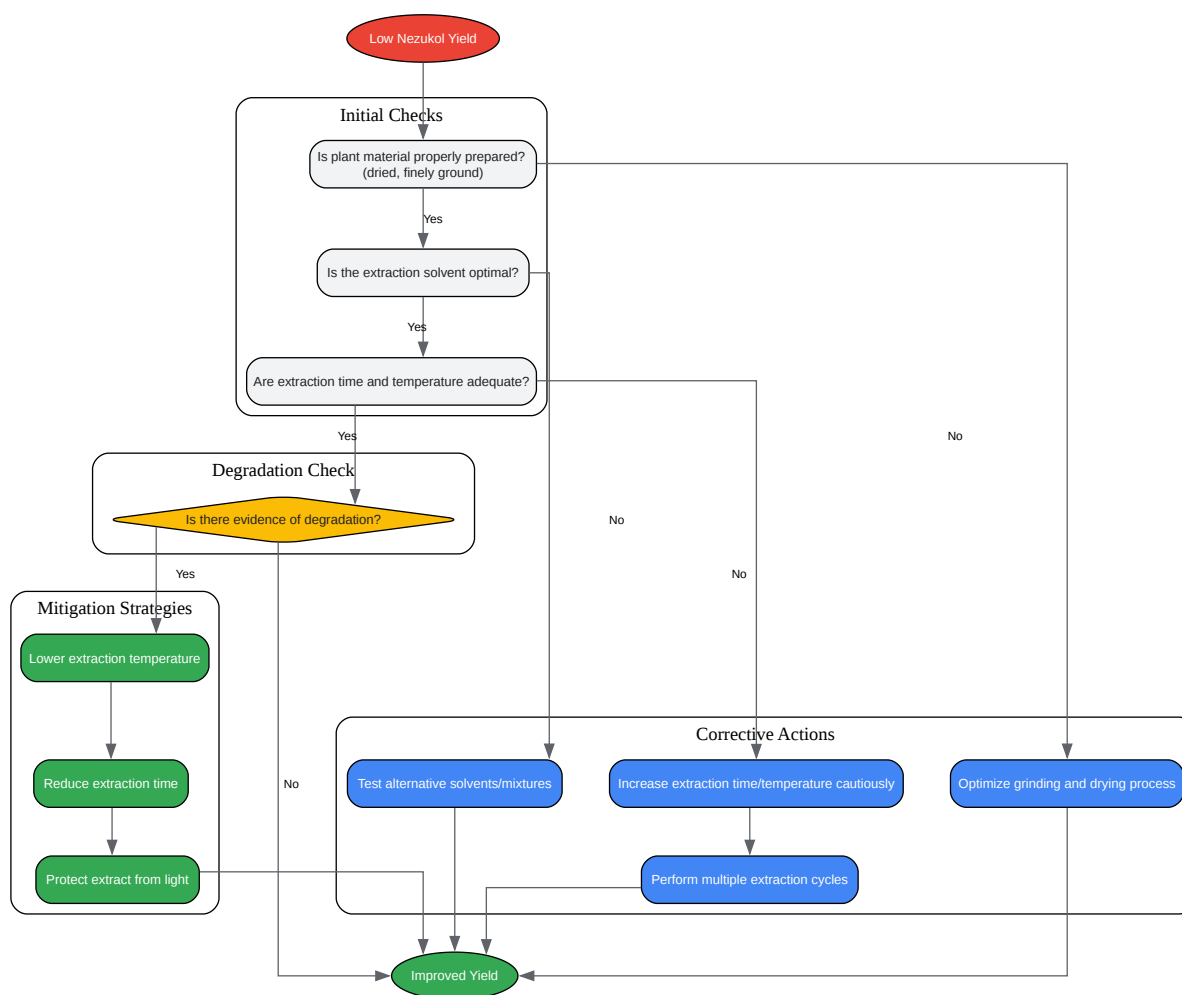 Low Nezukol Yield
Initial Checks
Is plant material properly prepared?
(dried, finely ground)
Yes
Is the extraction solvent optimal?
Yes
Are extraction time and temperature adequate?
Yes
No
Degradation Check
Is there evidence of degradation?
No
Yes
No
Mitigation Strategies
Lower extraction temperature
Corrective Actions
Reduce extraction time
No
Test alternative solvents/mixtures
Increase extraction time/temperature cautiously
Optimize grinding and drying process
Protect extract from light
Perform multiple extraction cycles
Improved Yield